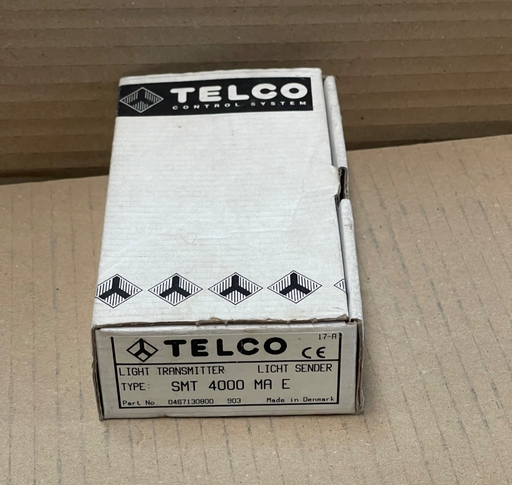 TELCO
CONTROL SYSTEM
17-A
TELCO CE
LIGHT TRANSMITTER LICHT SENDER
TYPE: SMT 4000 MA E
Part No. 0467130800 903 Made in Denmark